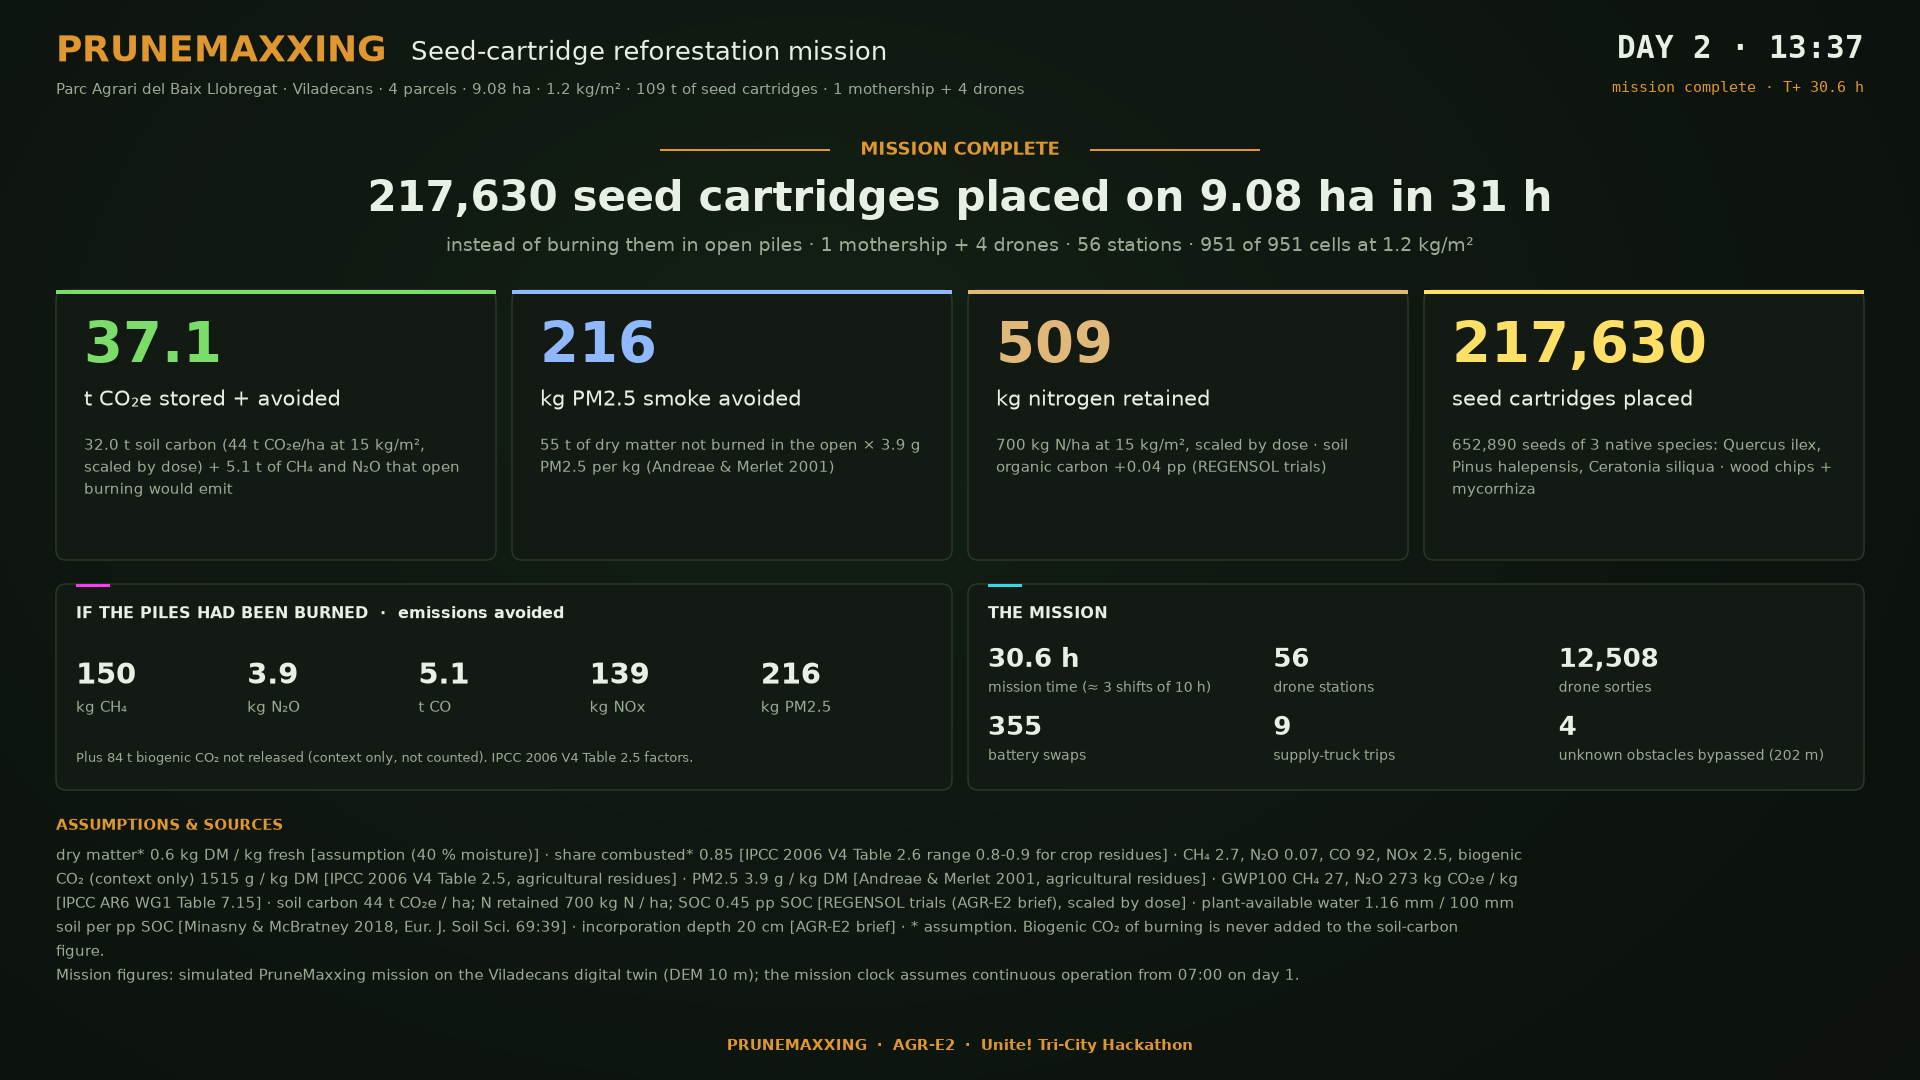 PRUNEMAXXING Seed-cartridge reforestation mission
DAY 2 · 13:37
Parc Agrari del Baix Llobregat · Viladecans · 4 parcels · 9.08 ha · 1.2 kg/m² · 109 t of seed cartridges · 1 mothership + 4 drones
mission complete · T+ 30.6 h
MISSION COMPLETE
217,630 seed cartridges placed on 9.08 ha in 31 h
instead of burning them in open piles · 1 mothership + 4 drones · 56 stations · 951 of 951 cells at 1.2 kg/m²
37.1
t CO₂e stored + avoided
32.0 t soil carbon (44 t CO₂e/ha at 15 kg/m²,
scaled by dose) + 5.1 t of CH₄ and N₂O that open
burning would emit
216
kg PM2.5 smoke avoided
55 t of dry matter not burned in the open × 3.9 g
PM2.5 per kg (Andreae & Merlet 2001)
509
kg nitrogen retained
700 kg N/ha at 15 kg/m², scaled by dose · soil
organic carbon +0.04 pp (REGENSOL trials)
217,630
seed cartridges placed
652,890 seeds of 3 native species: Quercus ilex,
Pinus halepensis, Ceratonia siliqua · wood chips +
mycorrhiza
IF THE PILES HAD BEEN BURNED · emissions avoided
150
kg CH₄
3.9
kg N₂O
5.1
t CO
139
kg NOx
216
kg PM2.5
Plus 84 t biogenic CO₂ not released (context only, not counted). IPCC 2006 V4 Table 2.5 factors.
THE MISSION
30.6 h
mission time (≈ 3 shifts of 10 h)
56
drone stations
12,508
drone sorties
355
battery swaps
9
supply-truck trips
4
unknown obstacles bypassed (202 m)
ASSUMPTIONS & SOURCES
dry matter* 0.6 kg DM / kg fresh [assumption (40 % moisture)] · share combusted* 0.85 [IPCC 2006 V4 Table 2.6 range 0.8-0.9 for crop residues] · CH₄ 2.7, N₂O 0.07, CO 92, NOx 2.5, biogenic
CO₂ (context only) 1515 g / kg DM [IPCC 2006 V4 Table 2.5, agricultural residues] · PM2.5 3.9 g / kg DM [Andreae & Merlet 2001, agricultural residues] · GWP100 CH₄ 27, N₂O 273 kg CO₂e / kg
[IPCC AR6 WG1 Table 7.15] · soil carbon 44 t CO₂e / ha; N retained 700 kg N / ha; SOC 0.45 pp SOC [REGENSOL trials (AGR-E2 brief), scaled by dose] · plant-available water 1.16 mm / 100 mm
soil per pp SOC [Minasny & McBratney 2018, Eur. J. Soil Sci. 69:39] · incorporation depth 20 cm [AGR-E2 brief] · * assumption. Biogenic CO₂ of burning is never added to the soil-carbon
figure.
Mission figures: simulated PruneMaxxing mission on the Viladecans digital twin (DEM 10 m); the mission clock assumes continuous operation from 07:00 on day 1.
PRUNEMAXXING · AGR-E2 · Unite! Tri-City Hackathon